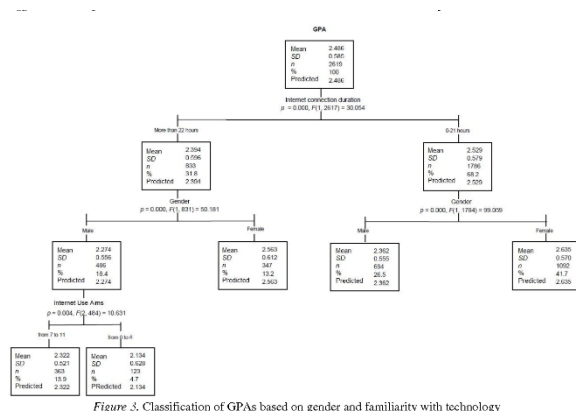 GPA
Mean 2.486
SD 0.585
n 2619
% 100
Predicted 2.486
Internet connection duration
p = 0.000, F(1, 2617) = 30.054
More than 22 hours
0-21 hours
Mean 2.394
SD 0.596
n 833
% 31.8
Predicted 2.394
Mean 2.529
SD 0.579
n 1786
% 68.2
Predicted 2.529
Gender
p = 0.000, F(1, 831) = 50.181
Gender
p = 0.000, F(1, 1784) = 99.059
Male
Female
Male
Female
Mean 2.274
SD 0.556
n 486
% 18.4
Predicted 2.274
Mean 2.563
SD 0.612
n 347
% 13.2
Predicted 2.563
Mean 2.362
SD 0.555
n 694
% 26.5
Predicted 2.362
Mean 2.635
SD 0.570
n 1092
% 41.7
Predicted 2.635
Internet Use Aims
p = 0.004, F(2, 484) = 10.631
from 7 to 11
from 0 to 6
Mean 2.322
SD 0.521
n 363
% 13.9
Predicted 2.322
Mean 2.134
SD 0.628
n 123
% 4.7
Predicted 2.134
Figure 3. Classification of GPAs based on gender and familiarity with technology